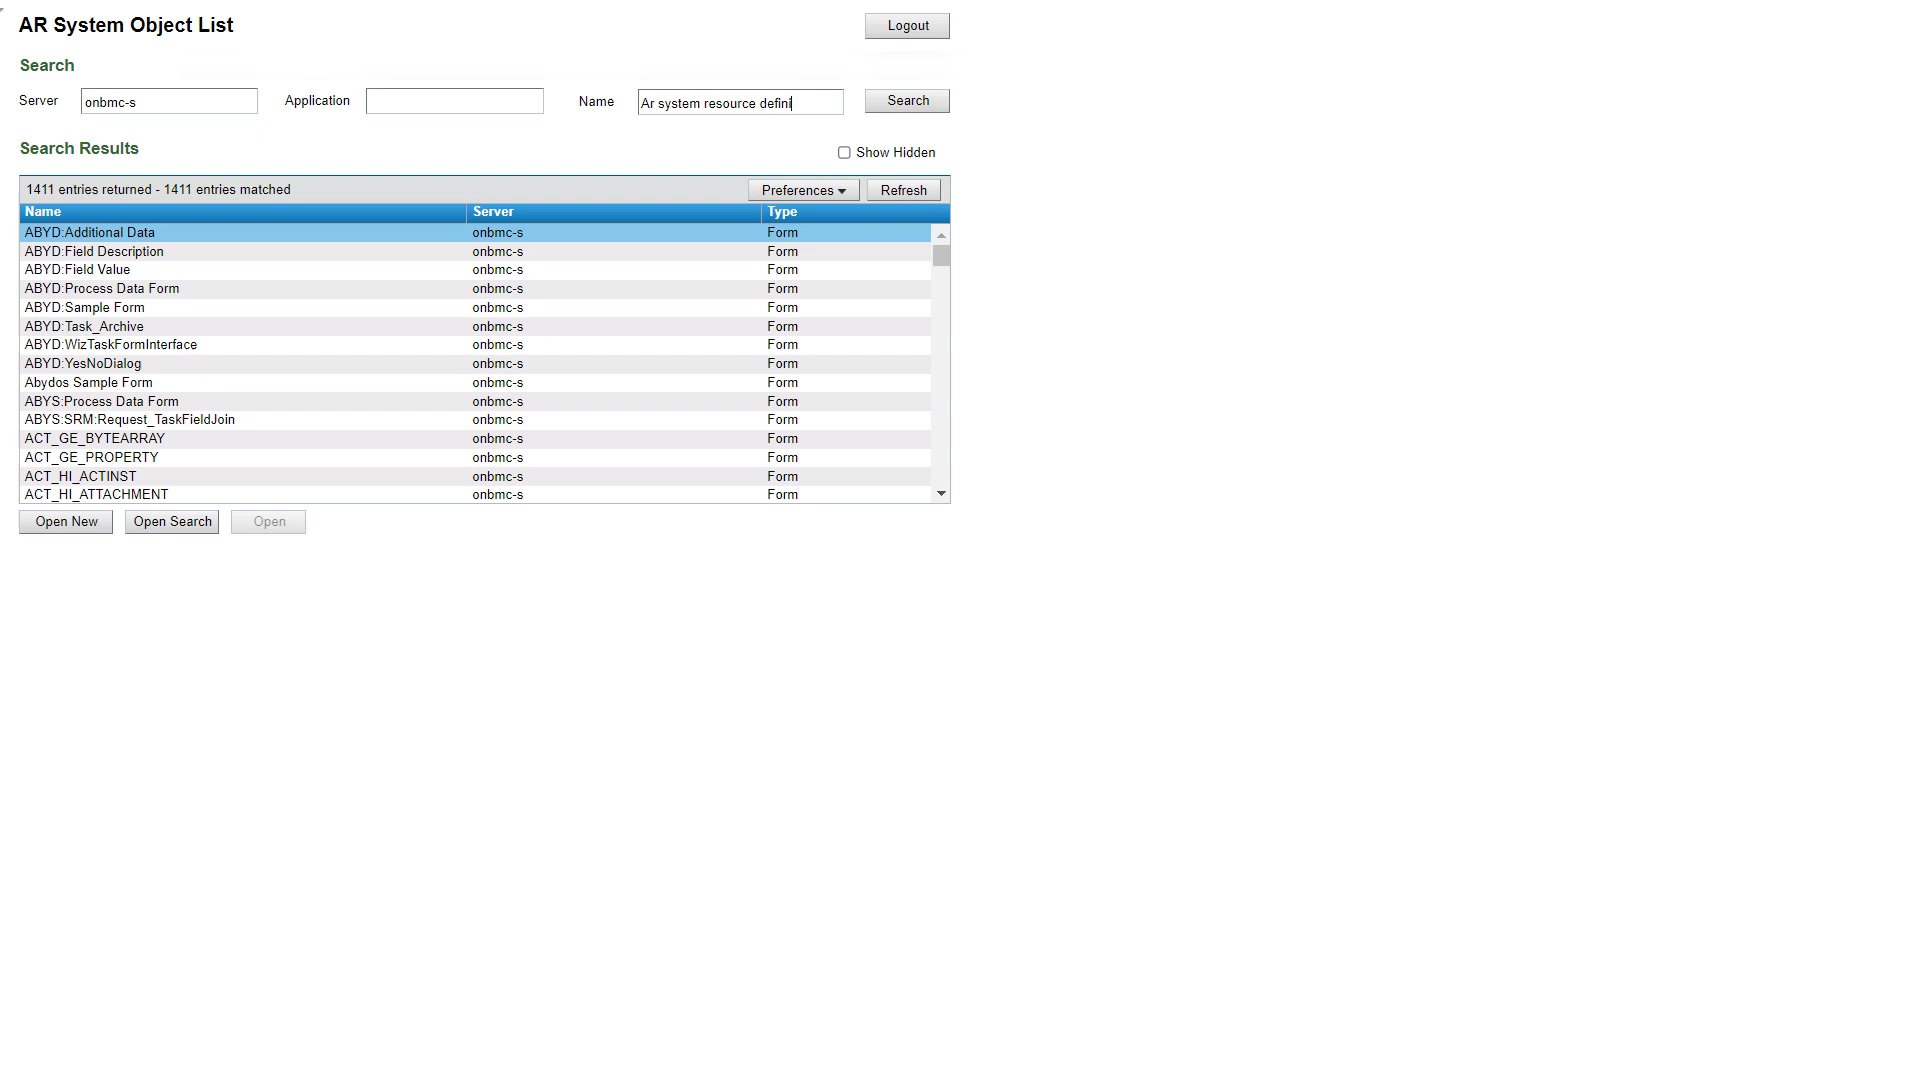 AR System Object List
Logout
Search
Server
onbmc-s
Application
Name
Ar system resource defini
Search
Search Results
Show Hidden
1411 entries returned - 1411 entries matched
Preferences
Refresh
Name Server Type
ABYD:Additional Data onbmc-s Form
ABYD:Field Description onbmc-s Form
ABYD:Field Value onbmc-s Form
ABYD:Process Data Form onbmc-s Form
ABYD:Sample Form onbmc-s Form
ABYD:Task_Archive onbmc-s Form
ABYD:WizTaskFormInterface onbmc-s Form
ABYD:YesNoDialog onbmc-s Form
Abydos Sample Form onbmc-s Form
ABYS:Process Data Form onbmc-s Form
ABYS:SRM:Request_TaskFieldJoin onbmc-s Form
ACT_GE_BYTEARRAY onbmc-s Form
ACT_GE_PROPERTY onbmc-s Form
ACT_HI_ACTINST onbmc-s Form
ACT_HI_ATTACHMENT onbmc-s Form
Open New
Open Search
Open